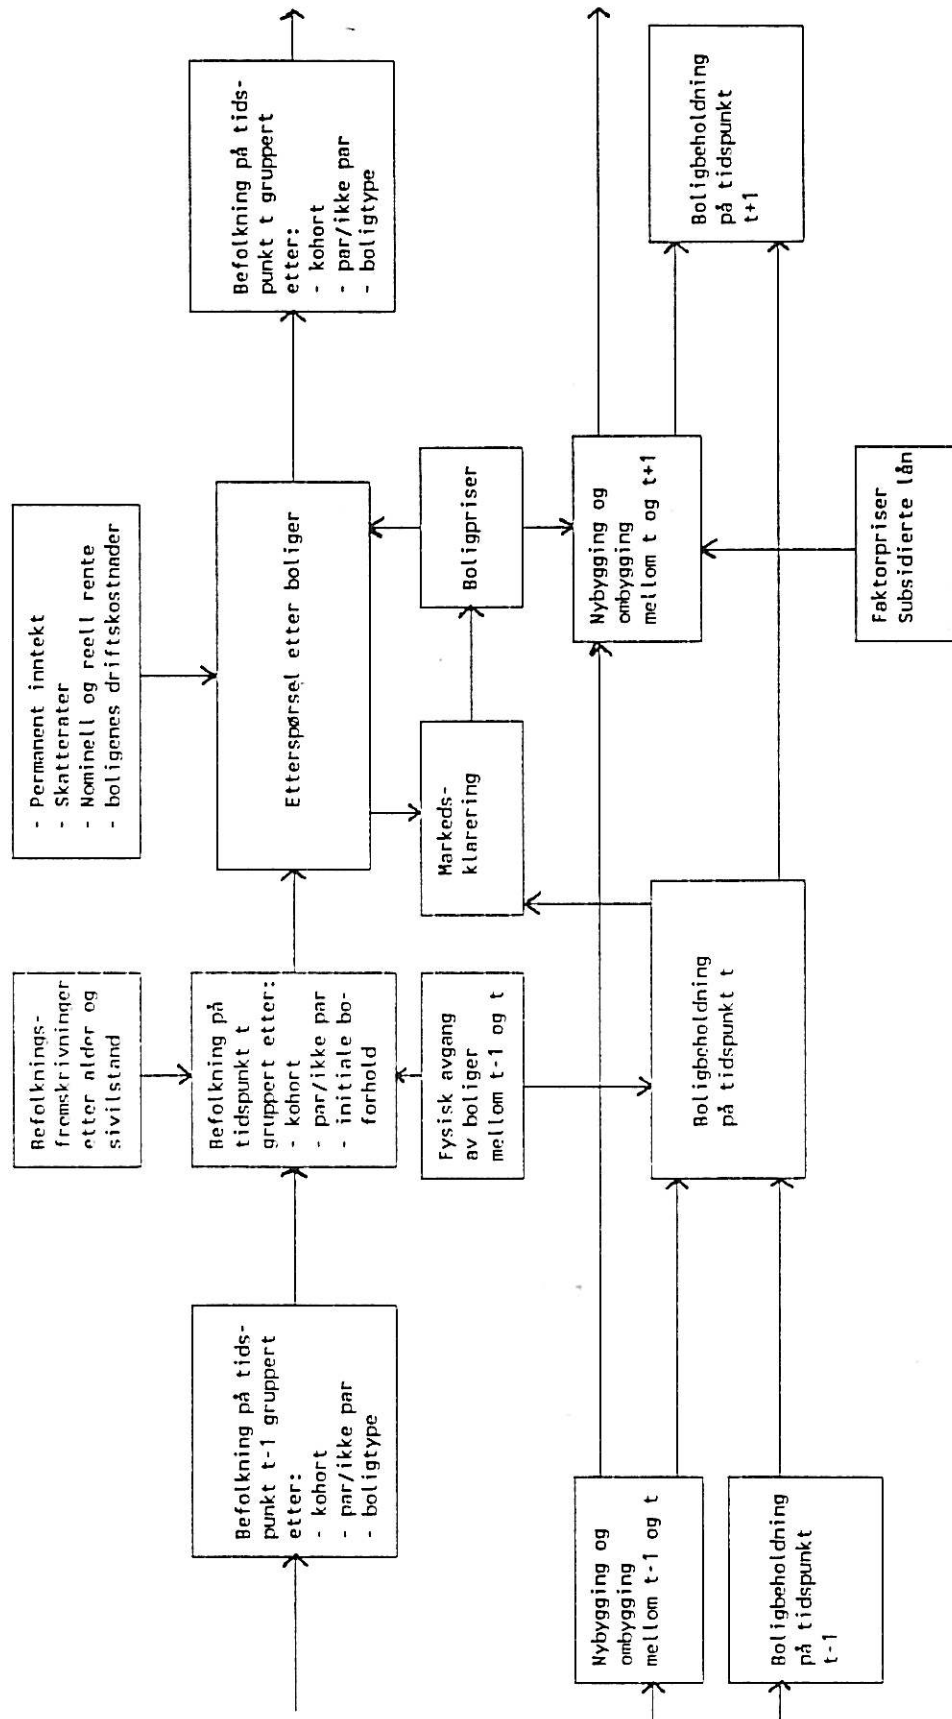 Befolknings-
fremskrivninger
etter alder og
sivilstand
- Permanent inntekt
- Skatterater
- Nominell og reell rente
- boligenes driftskostnader
Befolkning på tids-
punkt t-1 gruppert
etter:
- kohort
- par/ikke par
- boligtype
Befolkning på
tidspunkt t
gruppert etter:
- kohort
- par/ikke par
- initiale bo-
forhold
Etterspørsel etter boliger
Befolkning på tids-
punkt t gruppert
etter:
- kohort
- par/ikke par
- boligtype
Fysisk avgang
av boliger
mellom t-1 og t
Markeds-
klarering
Boligpriser
Nybygging og
ombygging
mellom t-1 og t
Nybygging og
ombygging
mellom t og t+1
Boligbeholdning
på tidspunkt
t-1
Boligbeholdning
på tidspunkt t
Boligbeholdning
på tidspunkt
t+1
Faktorpriser
Subsidierte lån